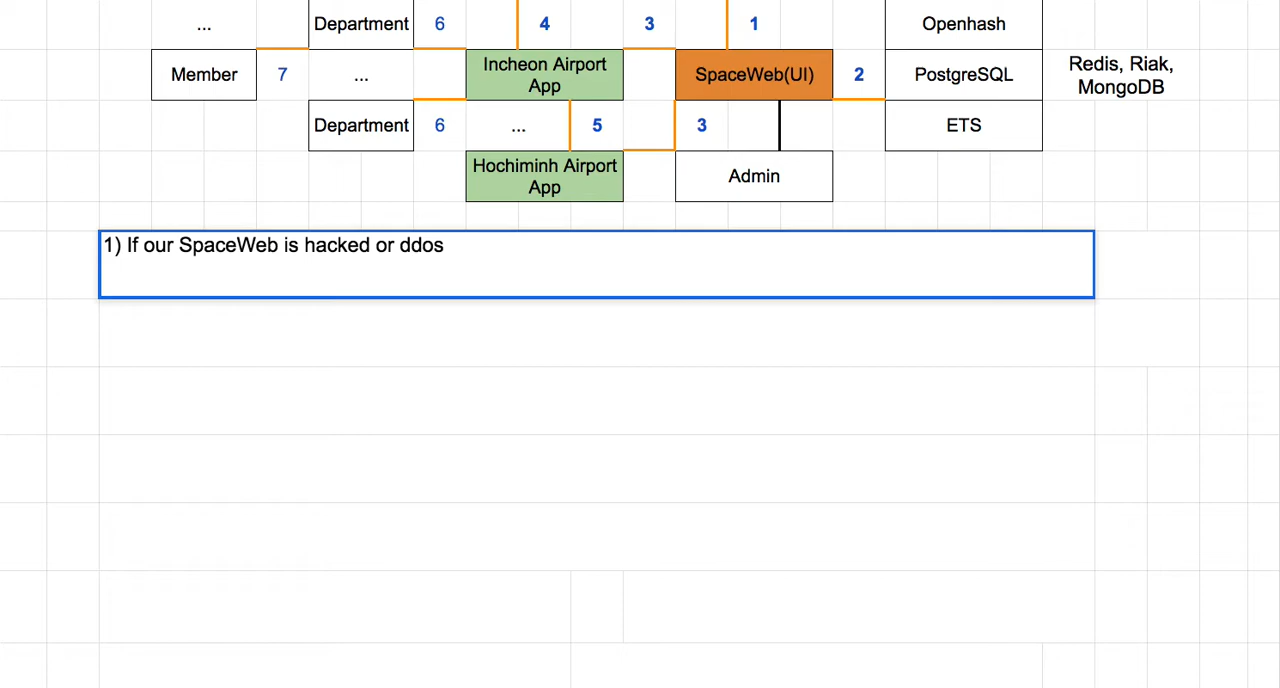 ... Department 6 4 3 1 Openhash
Member 7 ... Incheon Airport App SpaceWeb(UI) 2 PostgreSQL Redis, Riak, MongoDB
Department 6 ... 5 3 ETS
Hochiminh Airport App Admin
1) If our SpaceWeb is hacked or ddos